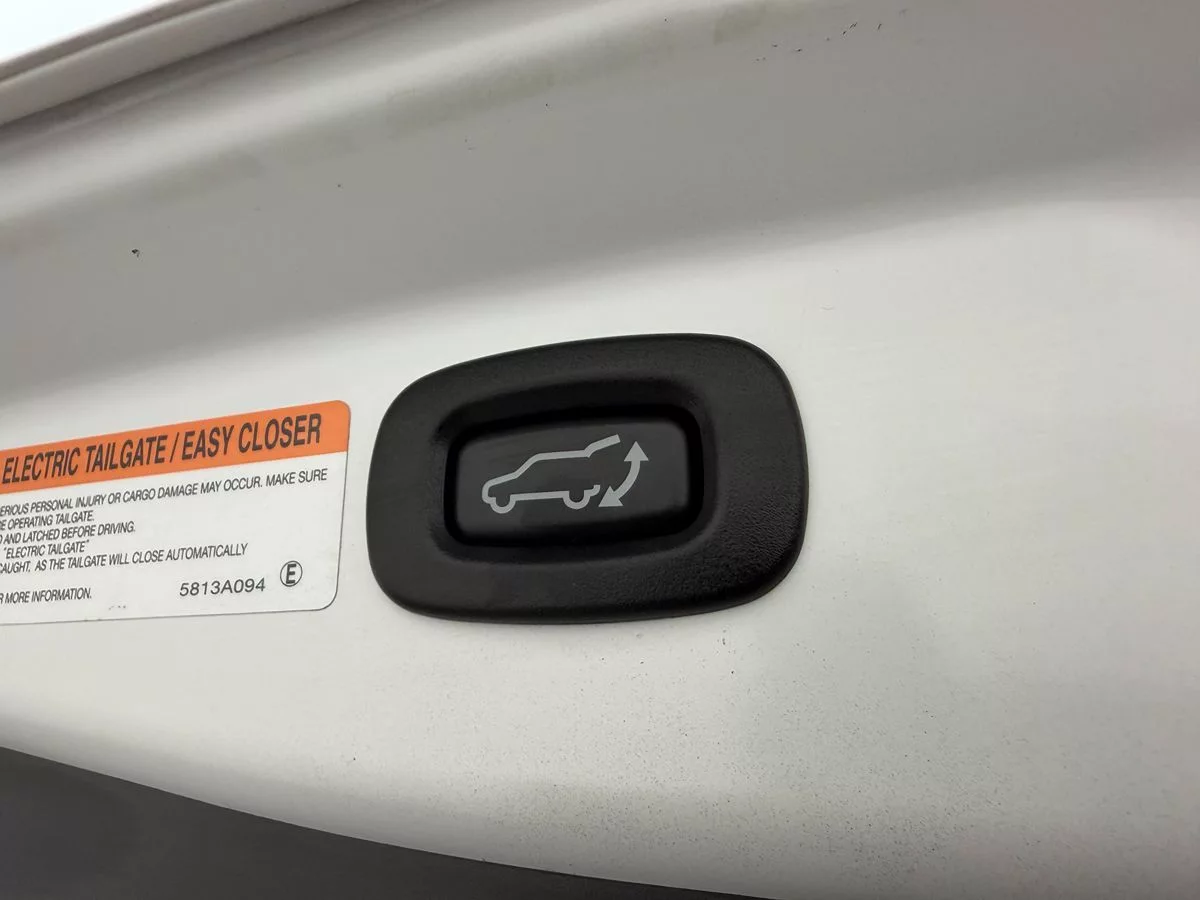 ELECTRIC TAILGATE / EASY CLOSER
ERIOUS PERSONAL INJURY OR CARGO DAMAGE MAY OCCUR. MAKE SURE
E OPERATING TAILGATE.
AND LATCHED BEFORE DRIVING.
"ELECTRIC TAILGATE"
CAUGHT, AS THE TAILGATE WILL CLOSE AUTOMATICALLY
R MORE INFORMATION.
5813A094 E